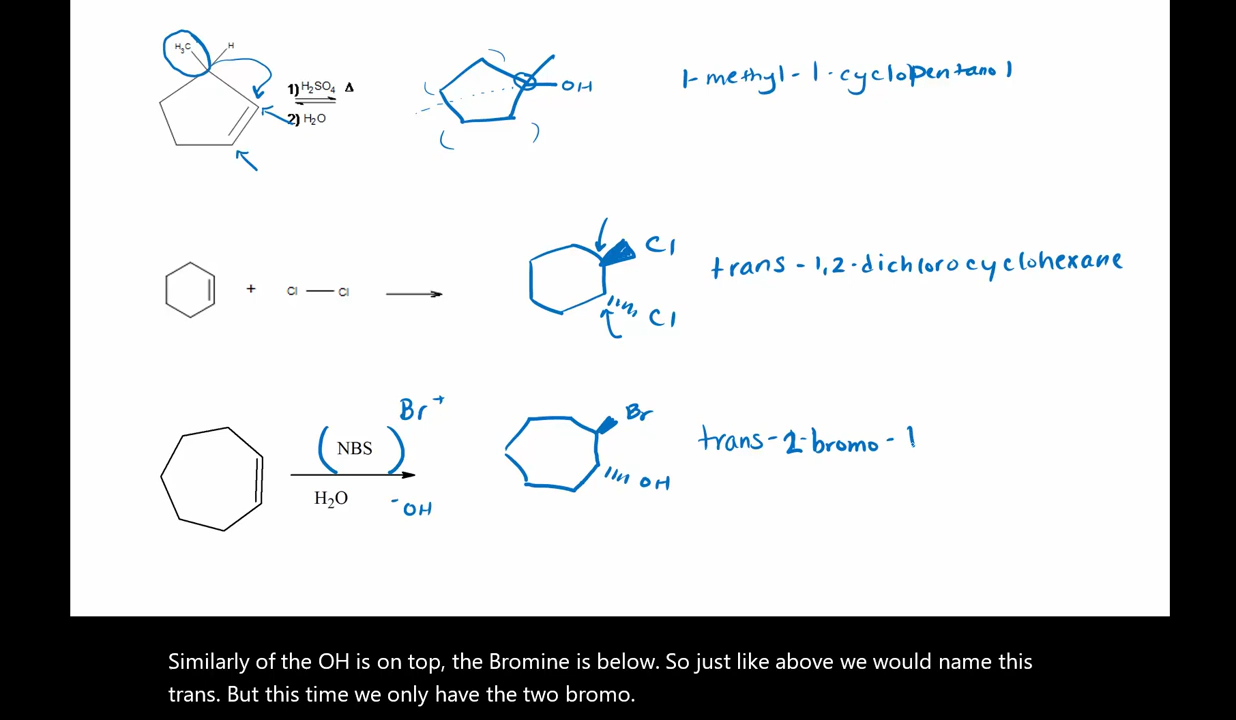 H₃C H
1) H₂SO₄ Δ
2) H₂O
OH
1-methyl-1-cyclopentanol
+ Cl Cl
Cl
Cl
trans-1,2-dichlorocyclohexane
NBS
H₂O
Br⁺
⁻OH
Br
OH
trans-2-bromo-1
Similarly of the OH is on top, the Bromine is below. So just like above we would name this
trans. But this time we only have the two bromo.